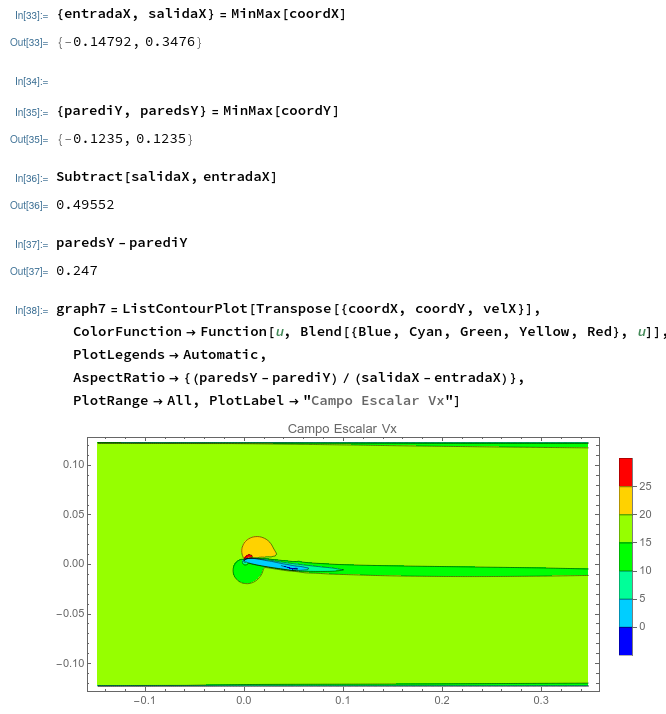 In[33]:= {entradaX, salidaX} = MinMax[coordX]
Out[33]= {-0.14792, 0.3476}
In[34]:=
In[35]:= {parediY, paredsY} = MinMax[coordY]
Out[35]= {-0.1235, 0.1235}
In[36]:= Subtract[salidaX, entradaX]
Out[36]= 0.49552
In[37]:= paredsY - parediY
Out[37]= 0.247
In[38]:= graph7 = ListContourPlot[Transpose[{coordX, coordY, velX}],
ColorFunction → Function[u, Blend[{Blue, Cyan, Green, Yellow, Red}, u]],
PlotLegends → Automatic,
AspectRatio → {(paredsY - parediY) / (salidaX - entradaX)},
PlotRange → All, PlotLabel → "Campo Escalar Vx"]
Campo Escalar Vx
0.10
0.05
0.00
-0.05
-0.10
-0.1 0.0 0.1 0.2 0.3
25
20
15
10
5
0